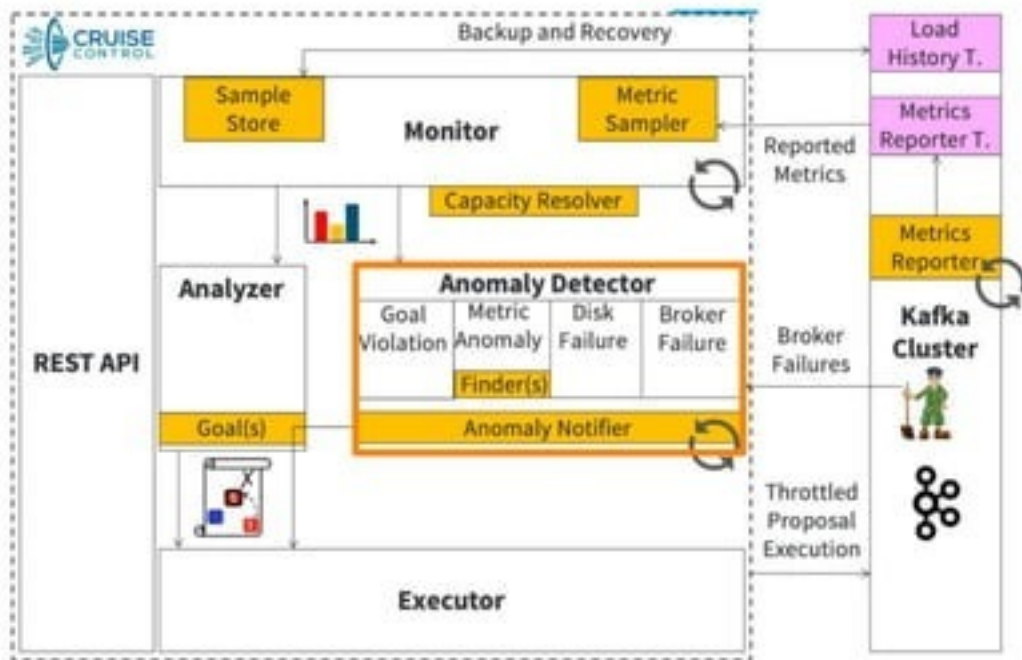 CRUISE
CONTROL
Backup and Recovery
Load
History T.
Sample
Store
Monitor
Metric
Sampler
Metrics
Reporter T.
Reported
Metrics
Capacity Resolver
Metrics
Reporter
REST API
Analyzer
Goal(s)
Anomaly Detector
Goal
Violation
Metric
Anomaly
Finder(s)
Disk
Failure
Broker
Failure
Anomaly Notifier
Broker
Failures
Kafka
Cluster
Throttled
Proposal
Execution
Executor